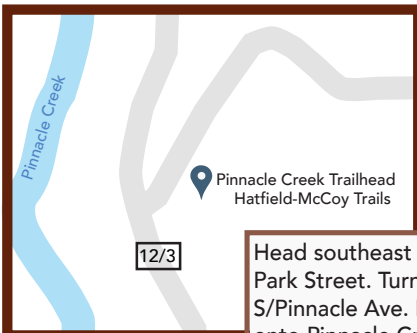 Pinnacle Creek
Pinnacle Creek Trailhead
Hatfield-McCoy Trails
12/3
Head southeast
Park Street. Turn
S/Pinnacle Ave.